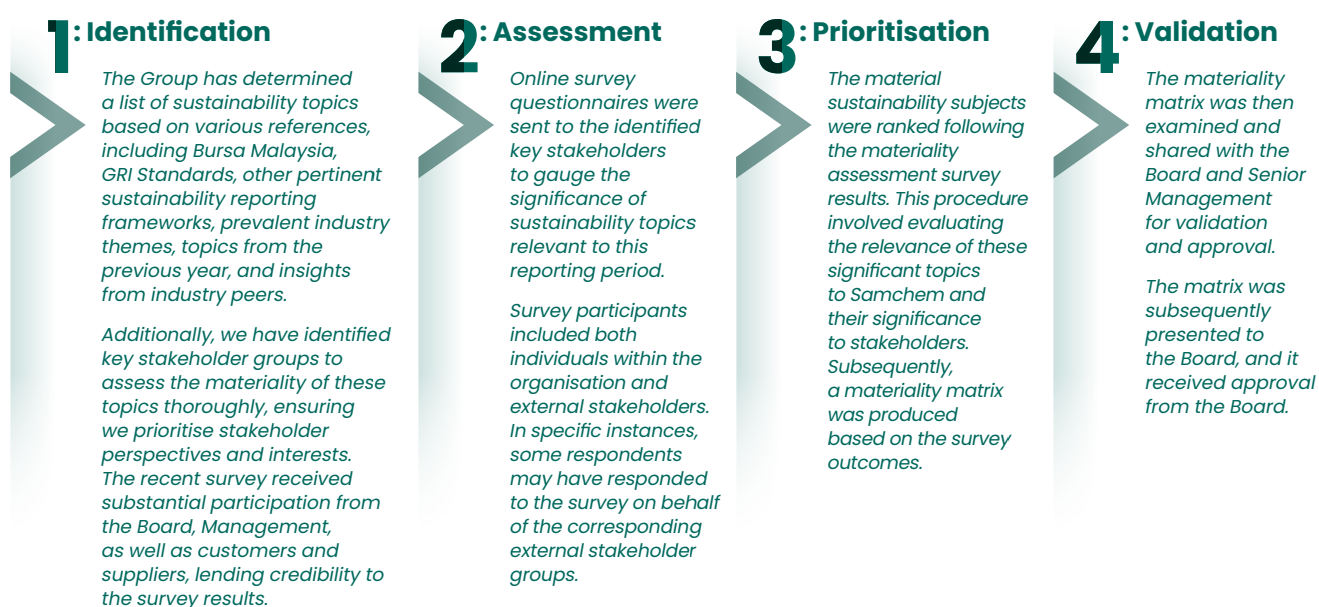 1: Identification
The Group has determined
a list of sustainability topics
based on various references,
including Bursa Malaysia,
GRI Standards, other pertinent
sustainability reporting
frameworks, prevalent industry
themes, topics from the
previous year, and insights
from industry peers.
Additionally, we have identified
key stakeholder groups to
assess the materiality of these
topics thoroughly, ensuring
we prioritise stakeholder
perspectives and interests.
The recent survey received
substantial participation from
the Board, Management,
as well as customers and
suppliers, lending credibility to
the survey results.
2: Assessment
Online survey
questionnaires were
sent to the identified
key stakeholders
to gauge the
significance of
sustainability topics
relevant to this
reporting period.
Survey participants
included both
individuals within the
organisation and
external stakeholders.
In specific instances,
some respondents
may have responded
to the survey on behalf
of the corresponding
external stakeholder
groups.
3: Prioritisation
The material
sustainability subjects
were ranked following
the materiality
assessment survey
results. This procedure
involved evaluating
the relevance of these
significant topics
to Samchem and
their significance
to stakeholders.
Subsequently,
a materiality matrix
was produced
based on the survey
outcomes.
4: Validation
The materiality
matrix was then
examined and
shared with the
Board and Senior
Management
for validation
and approval.
The matrix was
subsequently
presented to
the Board, and it
received approval
from the Board.